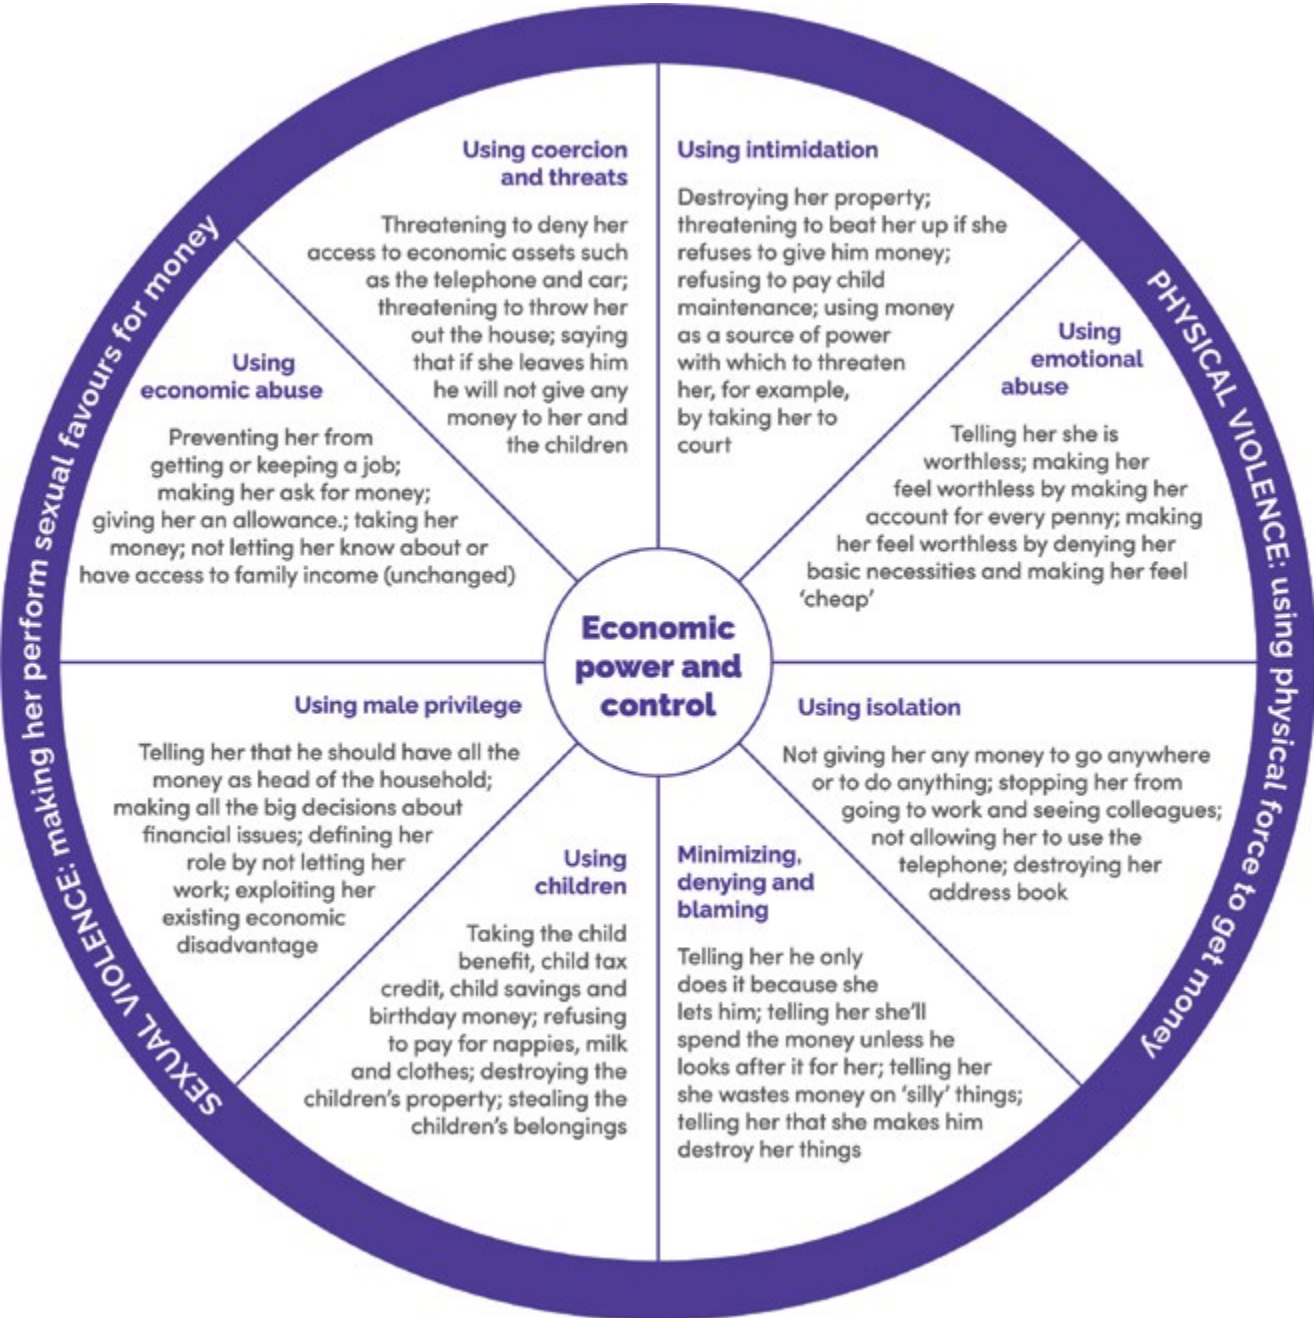 Using coercion
and threats
Threatening to deny her
access to economic assets such
as the telephone and car;
threatening to throw her
out the house; saying
that if she leaves him
he will not give any
money to her and
the children
Using intimidation
Destroying her property;
threatening to beat her up if she
refuses to give him money;
refusing to pay child
maintenance; using money
as a source of power
with which to threaten
her, for example,
by taking her to
court
Using
emotional
abuse
Telling her she is
worthless; making her
feel worthless by making her
account for every penny; making
her feel worthless by denying her
basic necessities and making her feel
‘cheap’
Using isolation
Not giving her any money to go anywhere
or to do anything; stopping her from
going to work and seeing colleagues;
not allowing her to use the
telephone; destroying her
address book
Minimizing,
denying and
blaming
Telling her he only
does it because she
lets him; telling her she’ll
spend the money unless he
looks after it for her; telling her
she wastes money on ‘silly’ things;
telling her that she makes him
destroy her things
Using
children
Taking the child
benefit, child tax
credit, child savings and
birthday money; refusing
to pay for nappies, milk
and clothes; destroying the
children’s property; stealing the
children’s belongings
Using male privilege
Telling her that he should have all the
money as head of the household;
making all the big decisions about
financial issues; defining her
role by not letting her
work; exploiting her
existing economic
disadvantage
Using
economic abuse
Preventing her from
getting or keeping a job;
making her ask for money;
giving her an allowance.; taking her
money; not letting her know about or
have access to family income (unchanged)
Economic
power and
control
PHYSICAL VIOLENCE: using physical force to get money
SEXUAL VIOLENCE: making her perform sexual favours for money